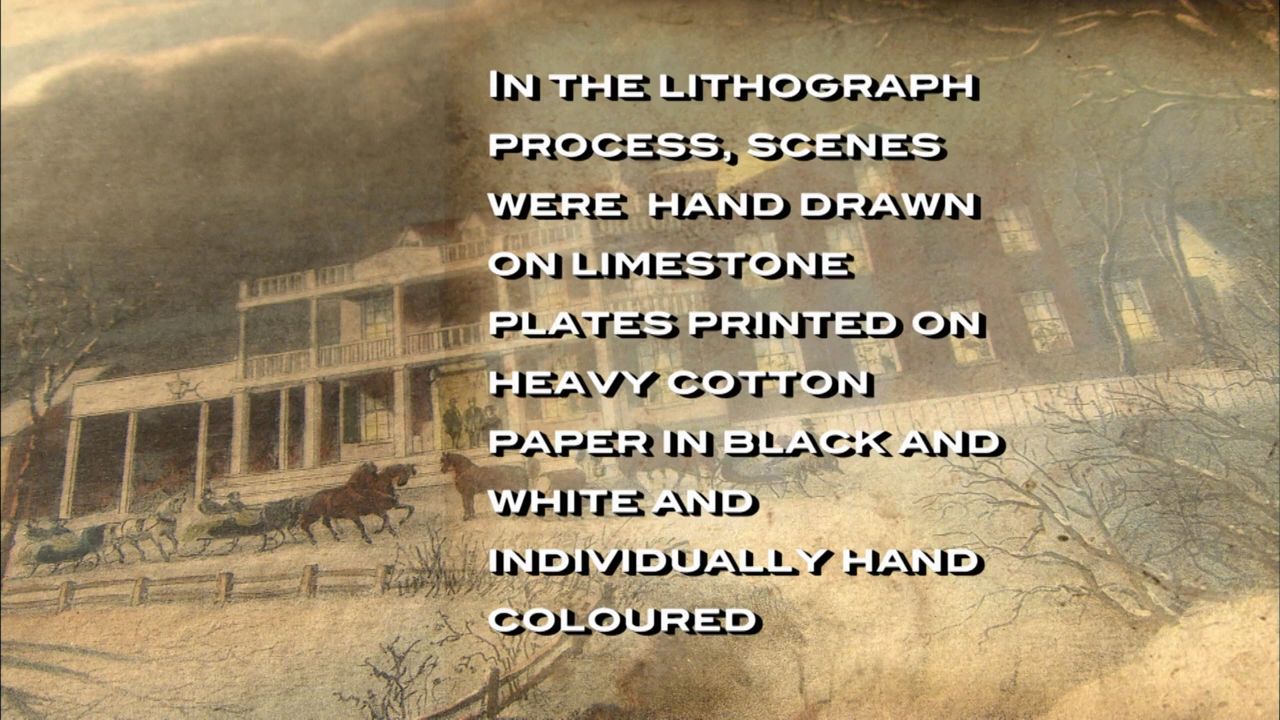 IN THE LITHOGRAPH
PROCESS, SCENES
WERE HAND DRAWN
ON LIMESTONE
PLATES PRINTED ON
HEAVY COTTON
PAPER IN BLACK AND
WHITE AND
INDIVIDUALLY HAND
COLOURED